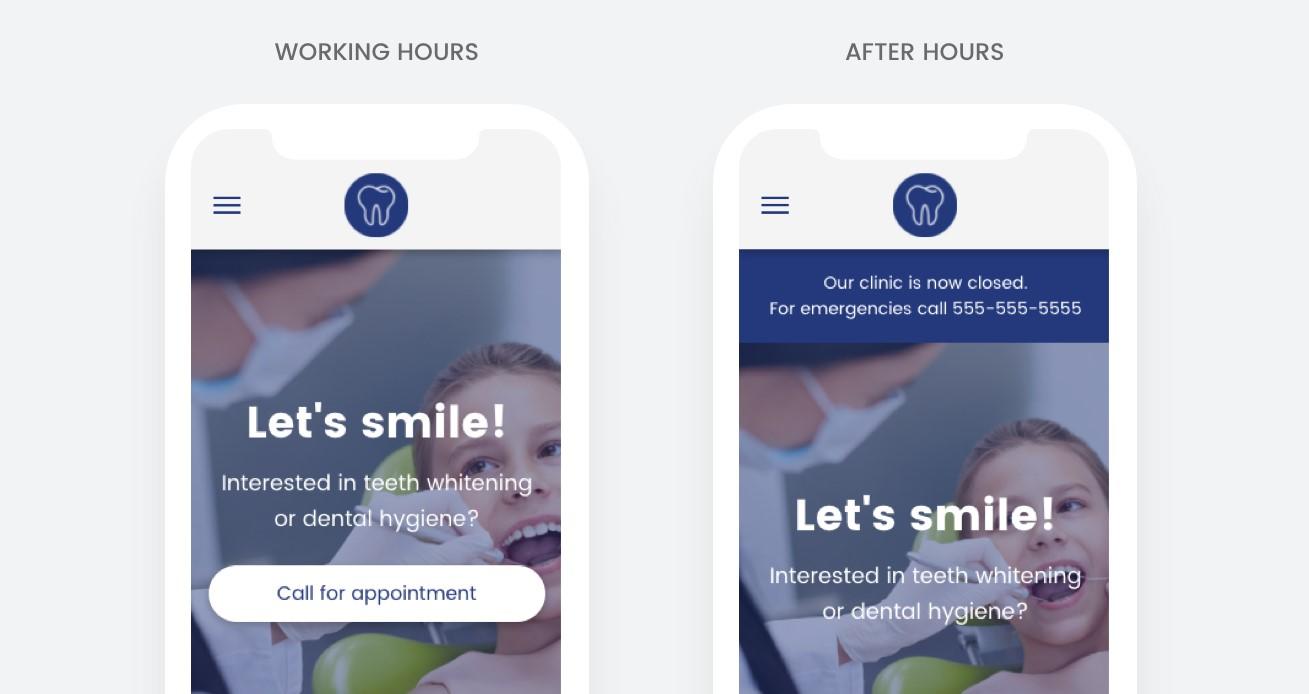 WORKING HOURS
Let's smile!
Interested in teeth whitening
or dental hygiene?
Call for appointment
AFTER HOURS
Our clinic is now closed.
For emergencies call 555-555-5555
Let's smile!
Interested in teeth whitening
or dental hygiene?